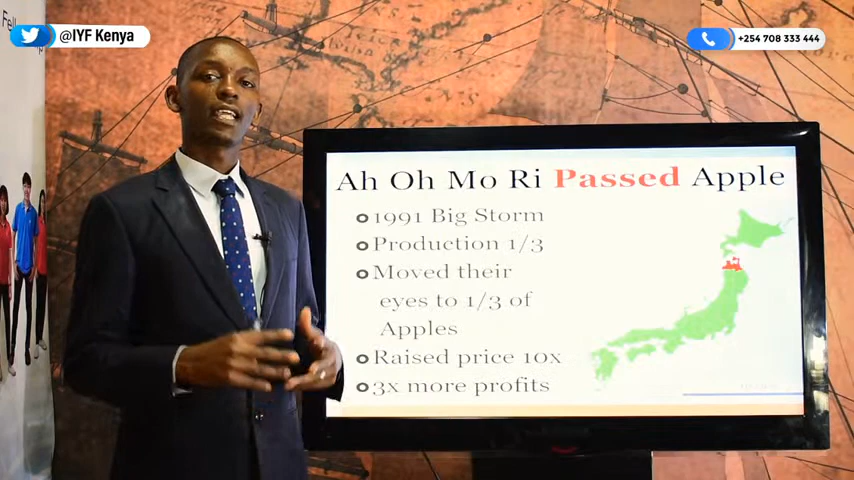 Fell
@IYF Kenya
+254 708 333 444
Ah Oh Mo Ri Passed Apple
1991 Big Storm
Production 1/3
Moved their
eyes to 1/3 of
Apples
Raised price 10x
3x more profits